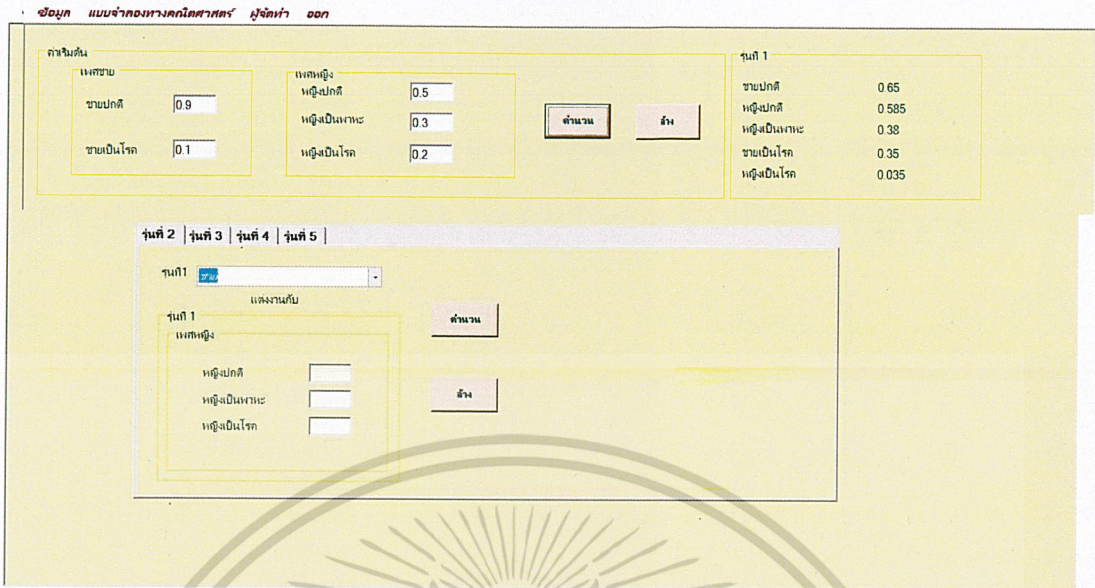 ข้อมูล แบบจำลองทางคณิตศาสตร์ ผู้จัดทำ ออก
ค่าเริ่มต้น
เพศชาย
ชายปกติ 0.9
ชายเป็นโรค 0.1
เพศหญิง
หญิงปกติ 0.5
หญิงเป็นพาหะ 0.3
หญิงเป็นโรค 0.2
คำนวน
ล้าง
รุ่นที่ 1
ชายปกติ 0.65
หญิงปกติ 0.585
หญิงเป็นพาหะ 0.38
ชายเป็นโรค 0.35
หญิงเป็นโรค 0.035
รุ่นที่ 2 รุ่นที่ 3 รุ่นที่ 4 รุ่นที่ 5
รุ่นที่1
แต่งงานกับ
รุ่นที่ 1
เพศหญิง
หญิงปกติ
หญิงเป็นพาหะ
หญิงเป็นโรค
คำนวน
ล้าง